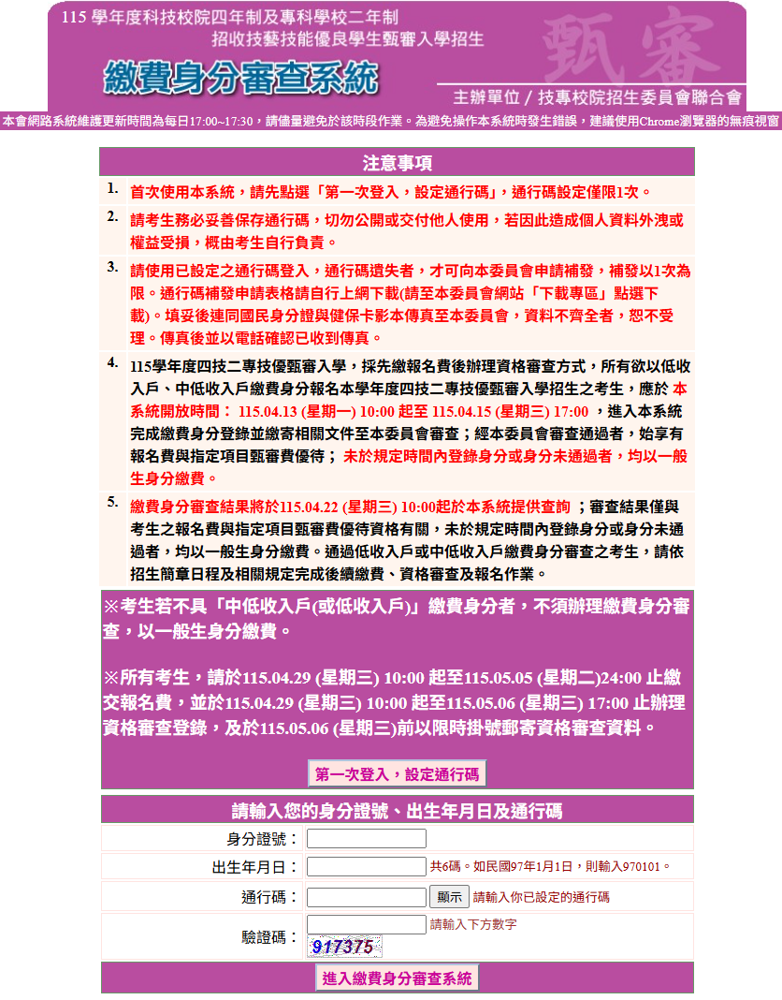 115 學年度科技校院四年制及專科學校二年制
招收技藝技能優良學生甄審入學招生
甄審
繳費身分審查系統
主辦單位 / 技專校院招生委員會聯合會
本會網路系統維護更新時間為每日17:00~17:30，請儘量避免於該時段作業。為避免操作本系統時發生錯誤，建議使用Chrome瀏覽器的無痕視窗
注意事項
1. 首次使用本系統，請先點選「第一次登入，設定通行碼」，通行碼設定僅限1次。
2. 請考生務必妥善保存通行碼，切勿公開或交付他人使用，若因此造成個人資料外洩或
權益受損，概由考生自行負責。
3. 請使用已設定之通行碼登入，通行碼遺失者，才可向本委員會申請補發，補發以1次為
限。通行碼補發申請表格請自行上網下載(請至本委員會網站「下載專區」點選下
載)。填妥後連同國民身分證與健保卡影本傳真至本委員會，資料不齊全者，恕不受
理。傳真後並以電話確認已收到傳真。
4. 115學年度四技二專技優甄審入學，採先繳報名費後辦理資格審查方式，所有欲以低收
入戶、中低收入戶繳費身分報名本學年度四技二專技優甄審入學招生之考生，應於 本
系統開放時間： 115.04.13 (星期一) 10:00 起至 115.04.15 (星期三) 17:00 ，進入本系統
完成繳費身分登錄並繳寄相關文件至本委員會審查；經本委員會審查通過者，始享有
報名費與指定項目甄審費優待； 未於規定時間內登錄身分或身分未通過者，均以一般
生身分繳費。
5. 繳費身分審查結果將於115.04.22 (星期三) 10:00起於本系統提供查詢 ；審查結果僅與
考生之報名費與指定項目甄審費優待資格有關，未於規定時間內登錄身分或身分未通
過者，均以一般生身分繳費。通過低收入戶或中低收入戶繳費身分審查之考生，請依
招生簡章日程及相關規定完成後續繳費、資格審查及報名作業。
※考生若不具「中低收入戶(或低收入戶)」繳費身分者，不須辦理繳費身分審
查，以一般生身分繳費。
※所有考生，請於115.04.29 (星期三) 10:00 起至115.05.05 (星期二)24:00 止繳
交報名費，並於115.04.29 (星期三) 10:00 起至115.05.06 (星期三) 17:00 止辦理
資格審查登錄，及於115.05.06 (星期三)前以限時掛號郵寄資格審查資料。
第一次登入，設定通行碼
請輸入您的身分證號、出生年月日及通行碼
身分證號：
出生年月日： 共6碼。如民國97年1月1日，則輸入970101。
通行碼： 顯示 請輸入你已設定的通行碼
驗證碼： 請輸入下方數字
917375
進入繳費身分審查系統